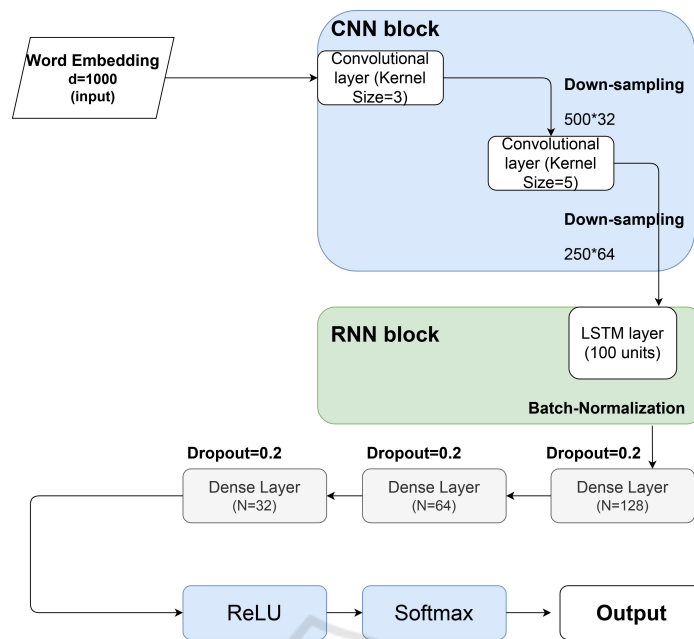 CNN block
Word Embedding
d=1000
(input)
Convolutional
layer (Kernel
Size=3)
Down-sampling
500*32
Convolutional
layer (Kernel
Size=5)
Down-sampling
250*64
RNN block
LSTM layer
(100 units)
Batch-Normalization
Dropout=0.2
Dropout=0.2
Dropout=0.2
Dense Layer
(N=32)
Dense Layer
(N=64)
Dense Layer
(N=128)
ReLU
Softmax
Output